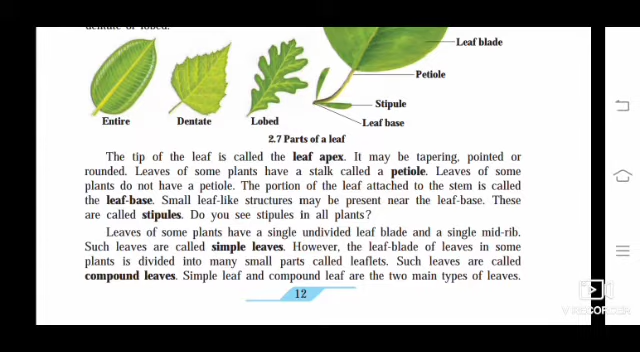 dentate or lobed.
Leaf blade
Petiole
Stipule
Leaf base
Entire
Dentate
Lobed
2.7 Parts of a leaf
The tip of the leaf is called the leaf apex. It may be tapering, pointed or
rounded. Leaves of some plants have a stalk called a petiole. Leaves of some
plants do not have a petiole. The portion of the leaf attached to the stem is called
the leaf-base. Small leaf-like structures may be present near the leaf-base. These
are called stipules. Do you see stipules in all plants?
Leaves of some plants have a single undivided leaf blade and a single mid-rib.
Such leaves are called simple leaves. However, the leaf-blade of leaves in some
plants is divided into many small parts called leaflets. Such leaves are called
compound leaves. Simple leaf and compound leaf are the two main types of leaves.
12
V RECORDER